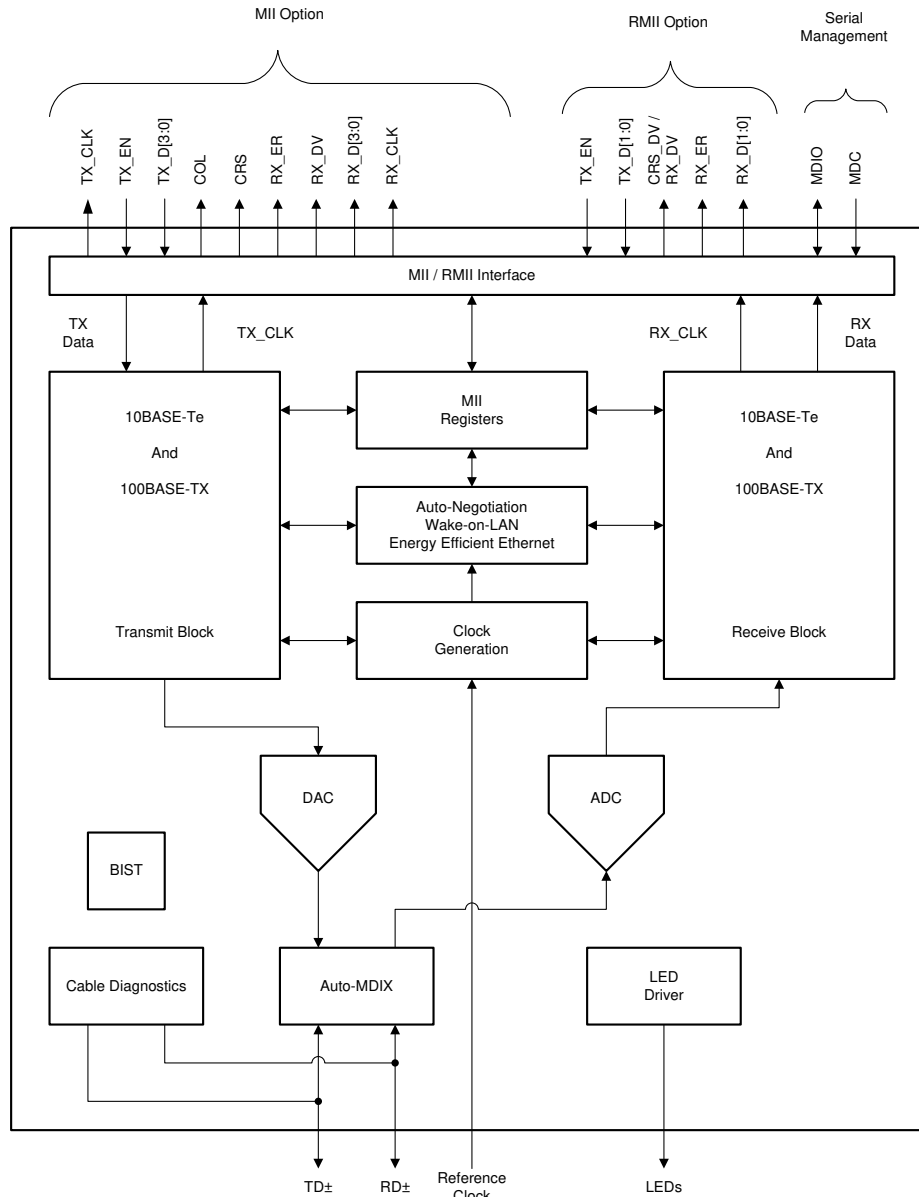 MII Option
RMII Option
Serial
Management
TX_CLK
TX_EN
TX_D[3:0]
COL
CRS
RX_ER
RX_DV
RX_D[3:0]
RX_CLK
TX_EN
TX_D[1:0]
CRS_DV /
RX_DV
RX_ER
RX_D[1:0]
MDIO
MDC
MII / RMII Interface
TX
Data
TX_CLK
RX_CLK
RX
Data
10BASE-Te
And
100BASE-TX
Transmit Block
MII
Registers
Auto-Negotiation
Wake-on-LAN
Energy Efficient Ethernet
Clock
Generation
10BASE-Te
And
100BASE-TX
Receive Block
DAC
ADC
BIST
Cable Diagnostics
Auto-MDIX
LED
Driver
TD±
RD±
Reference
Clock
LEDs